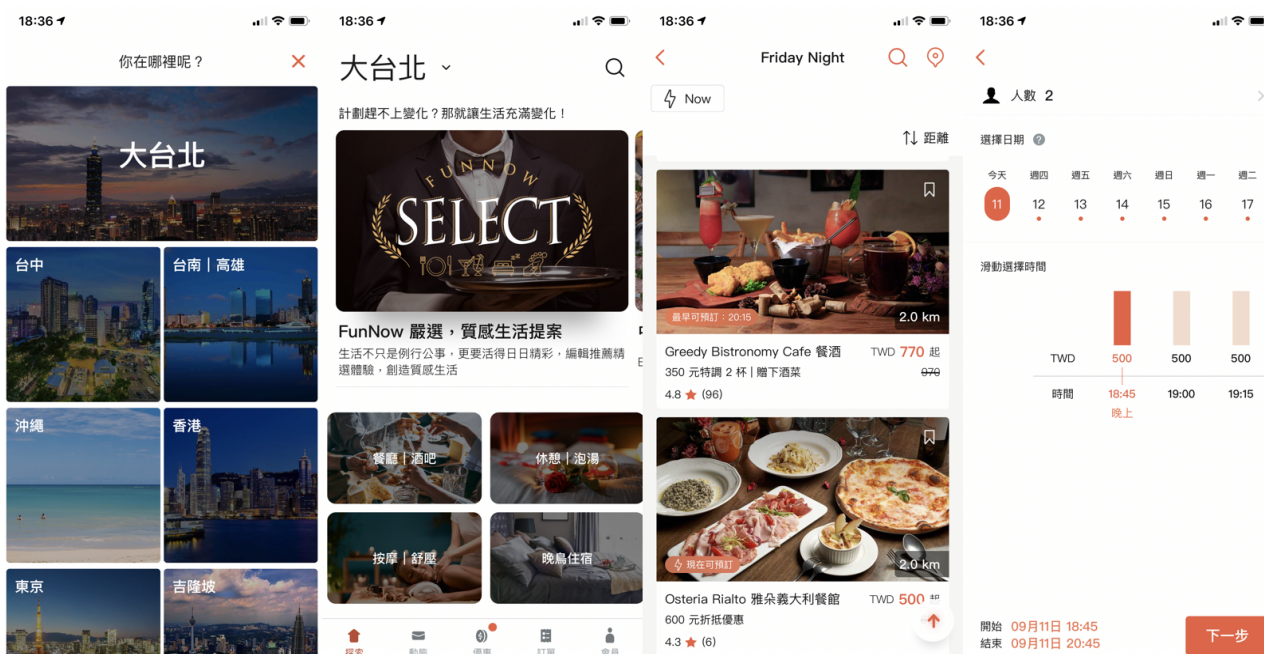 18:36
你在哪裡呢？
大台北
台中
台南｜高雄
沖繩
香港
東京
吉隆坡
18:36
大台北
計劃趕不上變化？那就讓生活充滿變化！
FUNNOW
SELECT
FunNow 嚴選，質感生活提案
生活不只是例行公事，更要活得日日精彩，編輯推薦精
選體驗，創造質感生活
餐廳｜酒吧
休憩｜泡湯
按摩｜舒壓
晚鳥住宿
探索
動態
優惠
訂單
會員
18:36
Friday Night
Now
距離
最早可預訂：20:15
2.0 km
Greedy Bistronomy Cafe 餐酒
TWD 770 起
350 元特調 2 杯｜贈下酒菜
970
4.8 ★ (96)
現在可預訂
2.0 km
Osteria Rialto 雅朵義大利餐館
TWD 500 起
600 元折抵優惠
4.3 ★ (6)
18:36
人數 2
選擇日期 ?
今天 週四 週五 週六 週日 週一 週二
11 12 13 14 15 16 17
滑動選擇時間
TWD 500 500 500
時間 18:45 19:00 19:15
晚上
開始 09月11日 18:45
結束 09月11日 20:45
下一步